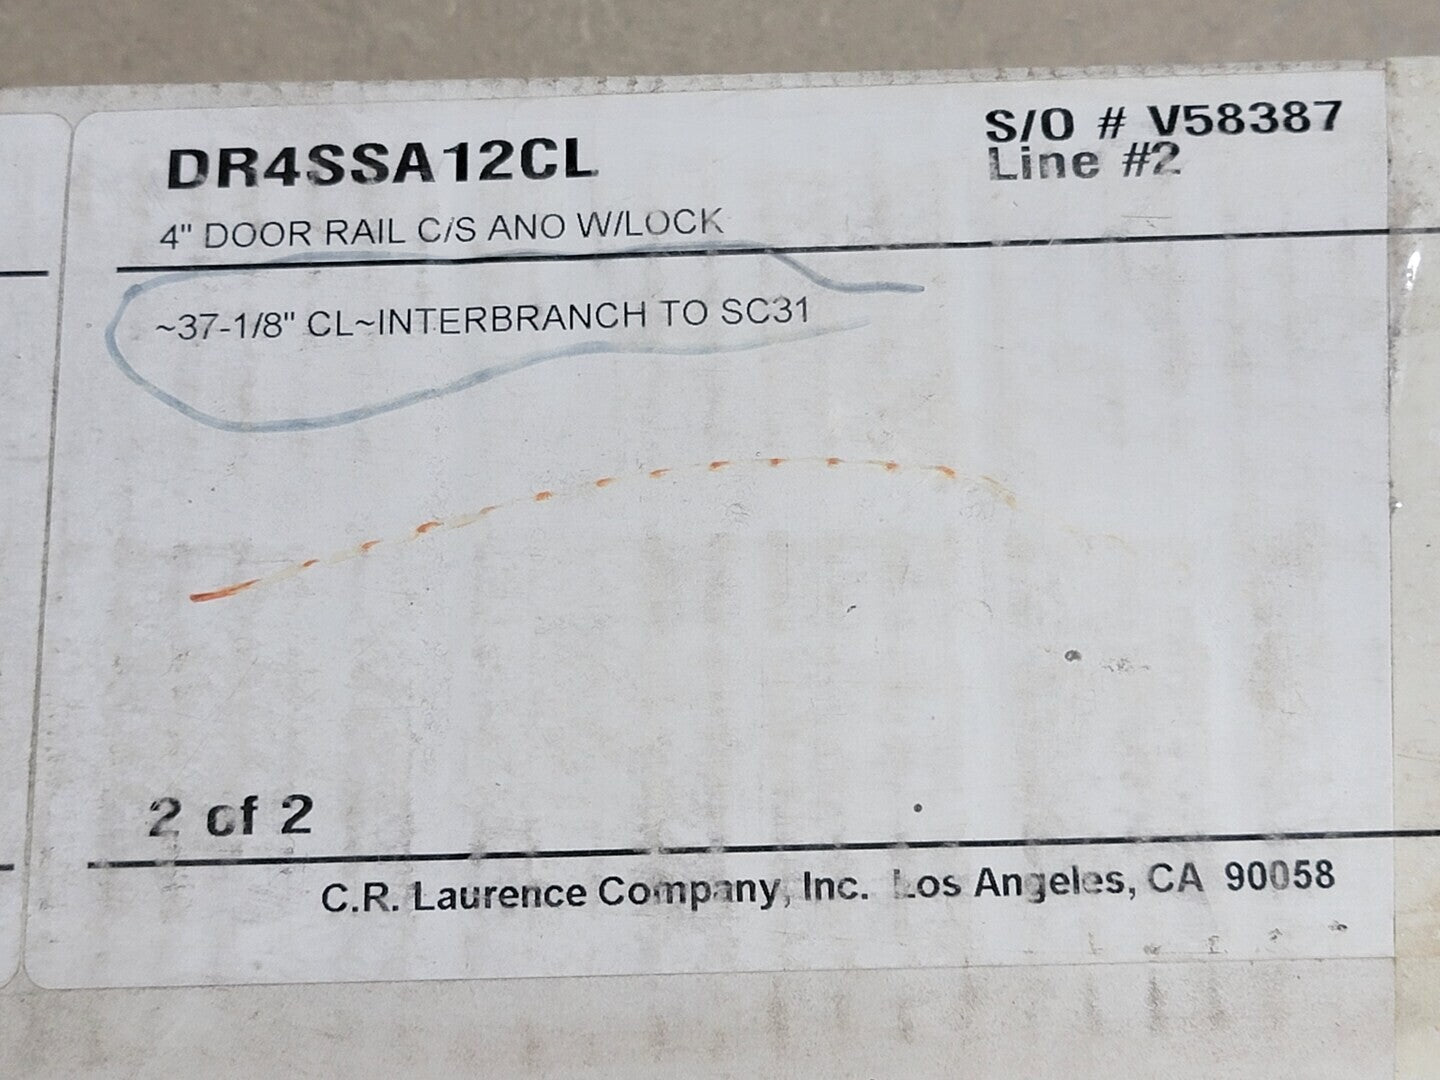 DR4SSA12CL
S/O # V58387
Line #2
4" DOOR RAIL C/S ANO W/LOCK
~37-1/8" CL~INTERBRANCH TO SC31
2 of 2
C.R. Laurence Company, Inc. Los Angeles, CA 90058